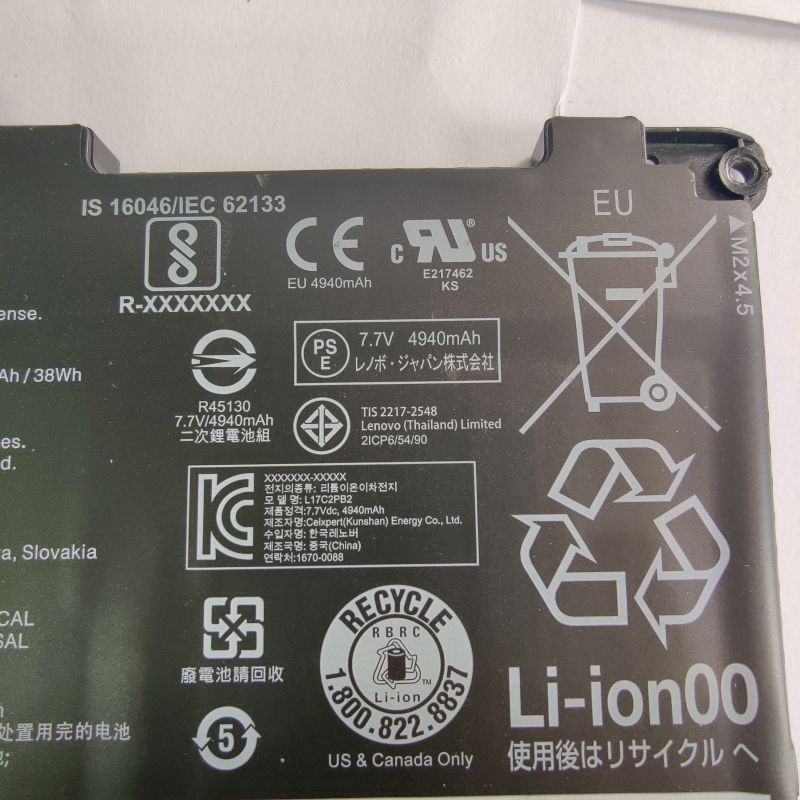 IS 16046/IEC 62133
R-XXXXXXX
CE
EU 4940mAh
c RU® US
E217462
KS
EU
M2x4.5
ense.
Ah / 38Wh
R45130
7.7V/4940mAh
二次鋰電池組
PS
E
7.7V 4940mAh
レノボ・ジャパン株式会社
TIS 2217-2548
Lenovo (Thailand) Limited
2ICP6/54/90
es.
d.
KC
XXXXXXX-XXXXX
전지의종류: 리튬이온이차전지
모 델 명: L17C2PB2
제품정격:7.7Vdc, 4940mAh
제조자명:Celxpert(Kunshan) Energy Co., Ltd.
수입자명: 한국레노버
제조국명: 중국(China)
연락처:1670-0088
a, Slovakia
CAL
SAL
廢電池請回收
RECYCLE
RBRC
Li-ion
TM
1.800.822.8837
US & Canada Only
Li-ion00
使用後はリサイクルへ
处置用完的电池
5